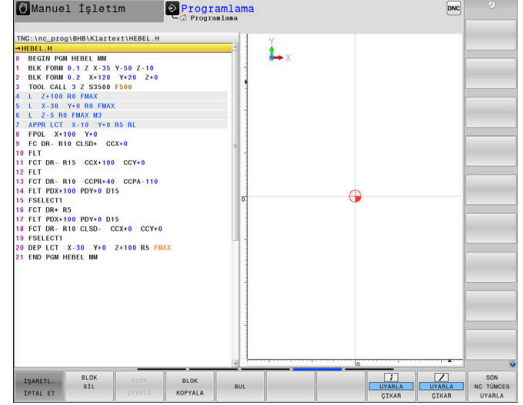 Manuel İşletim
Programlama
Programlama
DNC
TNC:\nc_prog\BHB\Klartext\HEBEL.H
→HEBEL.H
0 BEGIN PGM HEBEL MM
1 BLK FORM 0.1 Z X-35 Y-50 Z-10
2 BLK FORM 0.2 X+120 Y+20 Z+0
3 TOOL CALL 3 Z S3500 F500
4 L Z+100 R0 FMAX
5 L X-30 Y+0 R0 FMAX
6 L Z-5 R0 FMAX M3
7 APPR LCT X-10 Y+0 R5 RL
8 FPOL X+100 Y+0
9 FC DR- R10 CLSD+ CCX+0
10 FLT
11 FCT DR- R15 CCX+100 CCY+0
12 FLT
13 FCT DR- R10 CCPR+40 CCPA-110
14 FLT PDX+100 PDY+0 D15
15 FSELECT1
16 FCT DR+ R5
17 FLT PDX+100 PDY+0 D15
18 FCT DR- R10 CLSD- CCX+0 CCY+0
19 FSELECT1
20 DEP LCT X-30 Y+0 Z+100 R5 FMAX
21 END PGM HEBEL MM
Y
X
0
0
İŞARETL.
İPTAL ET
BLOK
SİL
BLOK
UYARLA
BLOK
KOPYALA
BUL
UYARLA
ÇIKAR
UYARLA
ÇIKAR
SON
NC TÜMCES
UYARLA